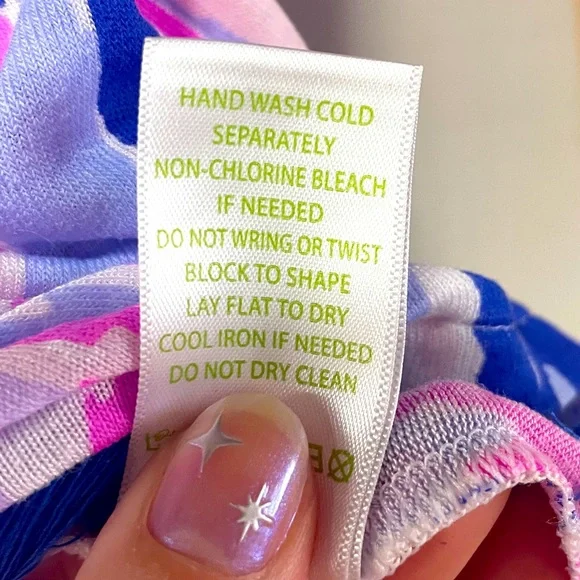 HAND WASH COLD
SEPARATELY
NON-CHLORINE BLEACH
IF NEEDED
DO NOT WRING OR TWIST
BLOCK TO SHAPE
LAY FLAT TO DRY
COOL IRON IF NEEDED
DO NOT DRY CLEAN